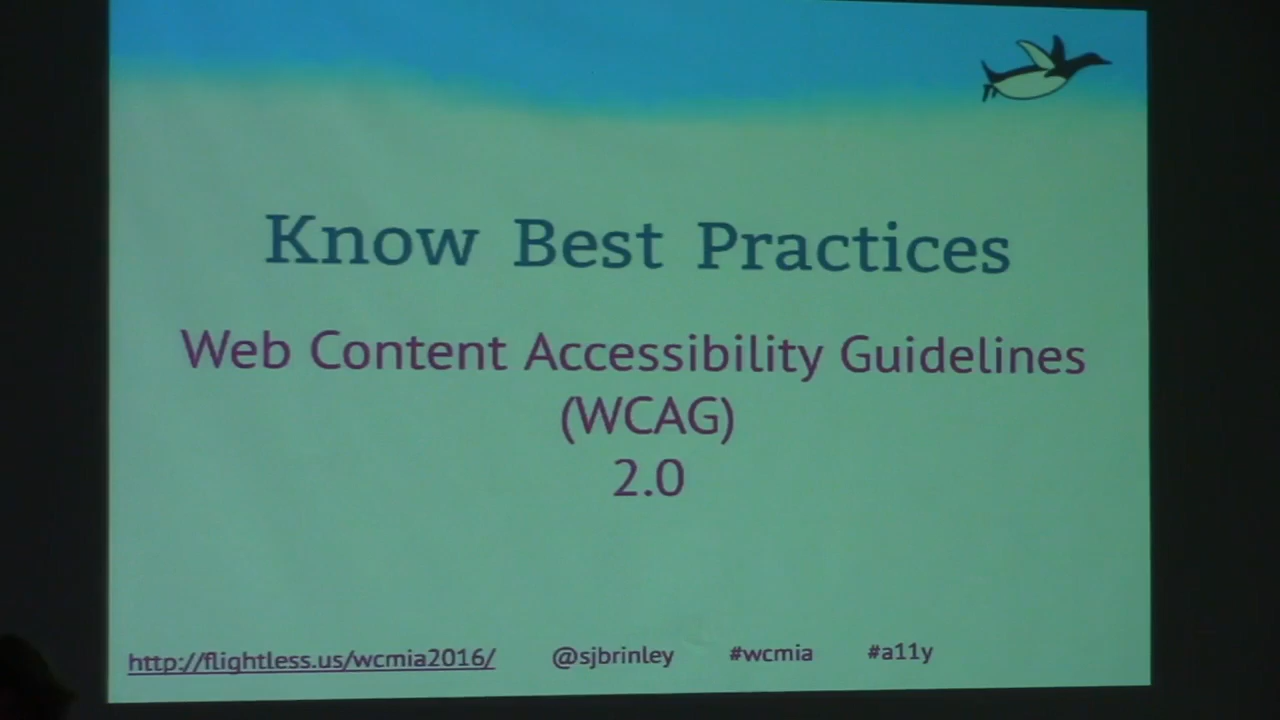 Know Best Practices
Web Content Accessibility Guidelines
(WCAG)
2.0
http://flightless.us/wcmia2016/ @sjbrinley #wcmia #a11y